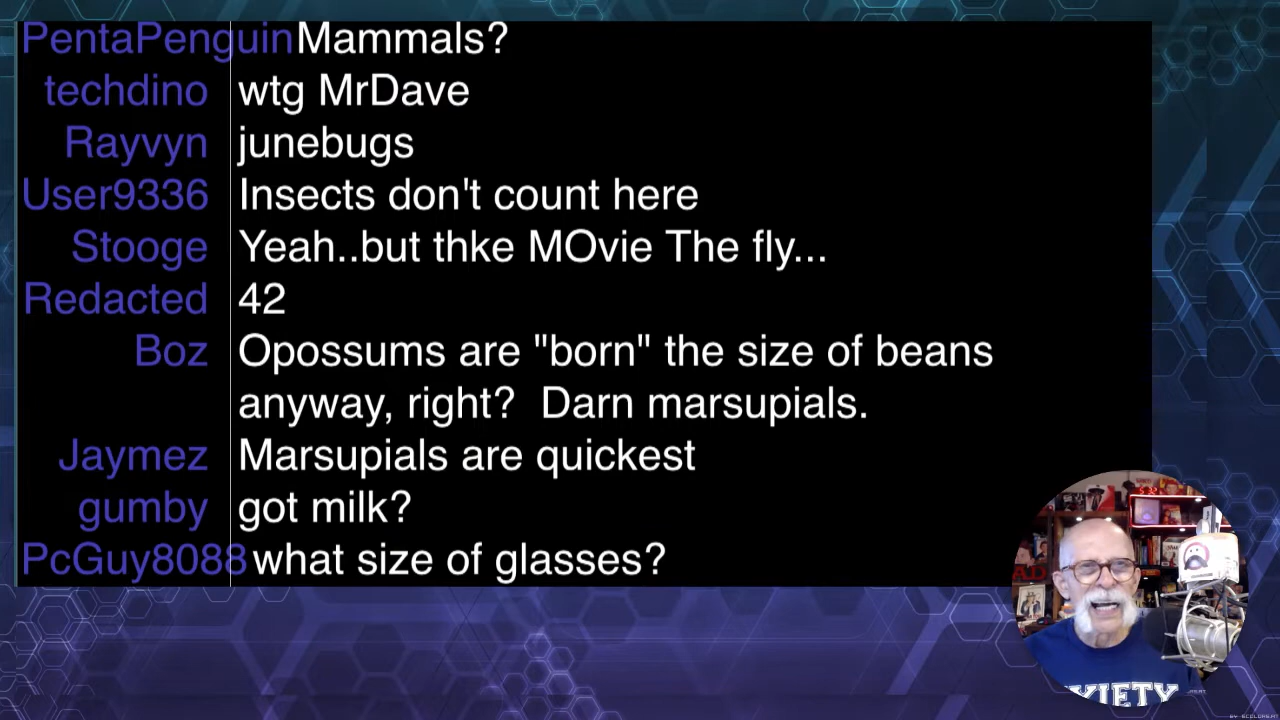 PentaPenguin Mammals?
techdino wtg MrDave
Rayvyn junebugs
User9336 Insects don't count here
Stooge Yeah..but thke MOvie The fly...
Redacted 42
Boz Opossums are "born" the size of beans
anyway, right?  Darn marsupials.
Jaymez Marsupials are quickest
gumby got milk?
PcGuy8088 what size of glasses?